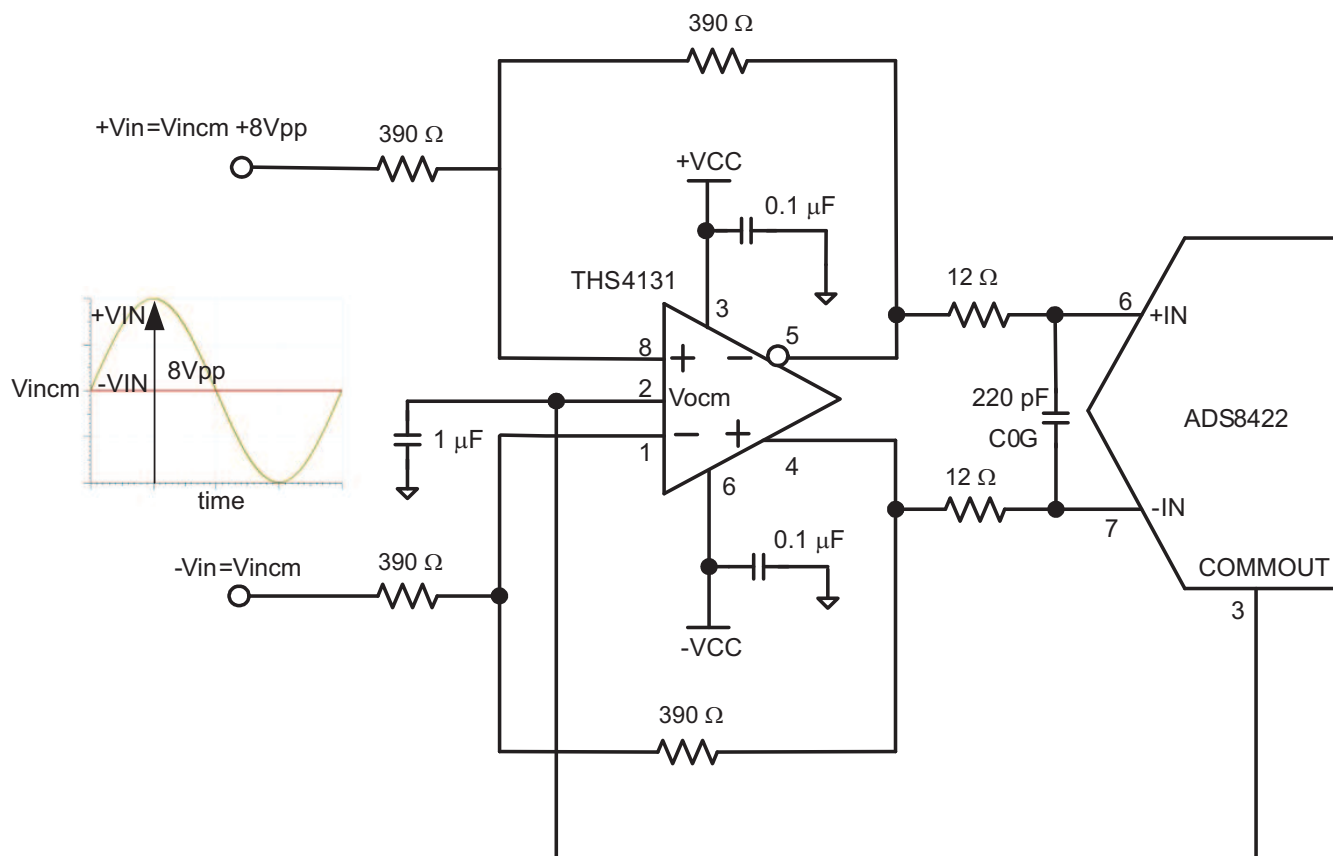 390 Ω
+Vin=Vincm +8Vpp
390 Ω
+VCC
0.1 μF
THS4131
3
12 Ω
6
+IN
+VIN
8Vpp
Vincm
-VIN
time
8
+
−
5
2
Vocm
1 μF
1
−
+
4
6
220 pF
C0G
ADS8422
12 Ω
7
-IN
0.1 μF
-Vin=Vincm
390 Ω
-VCC
COMMOUT
3
390 Ω